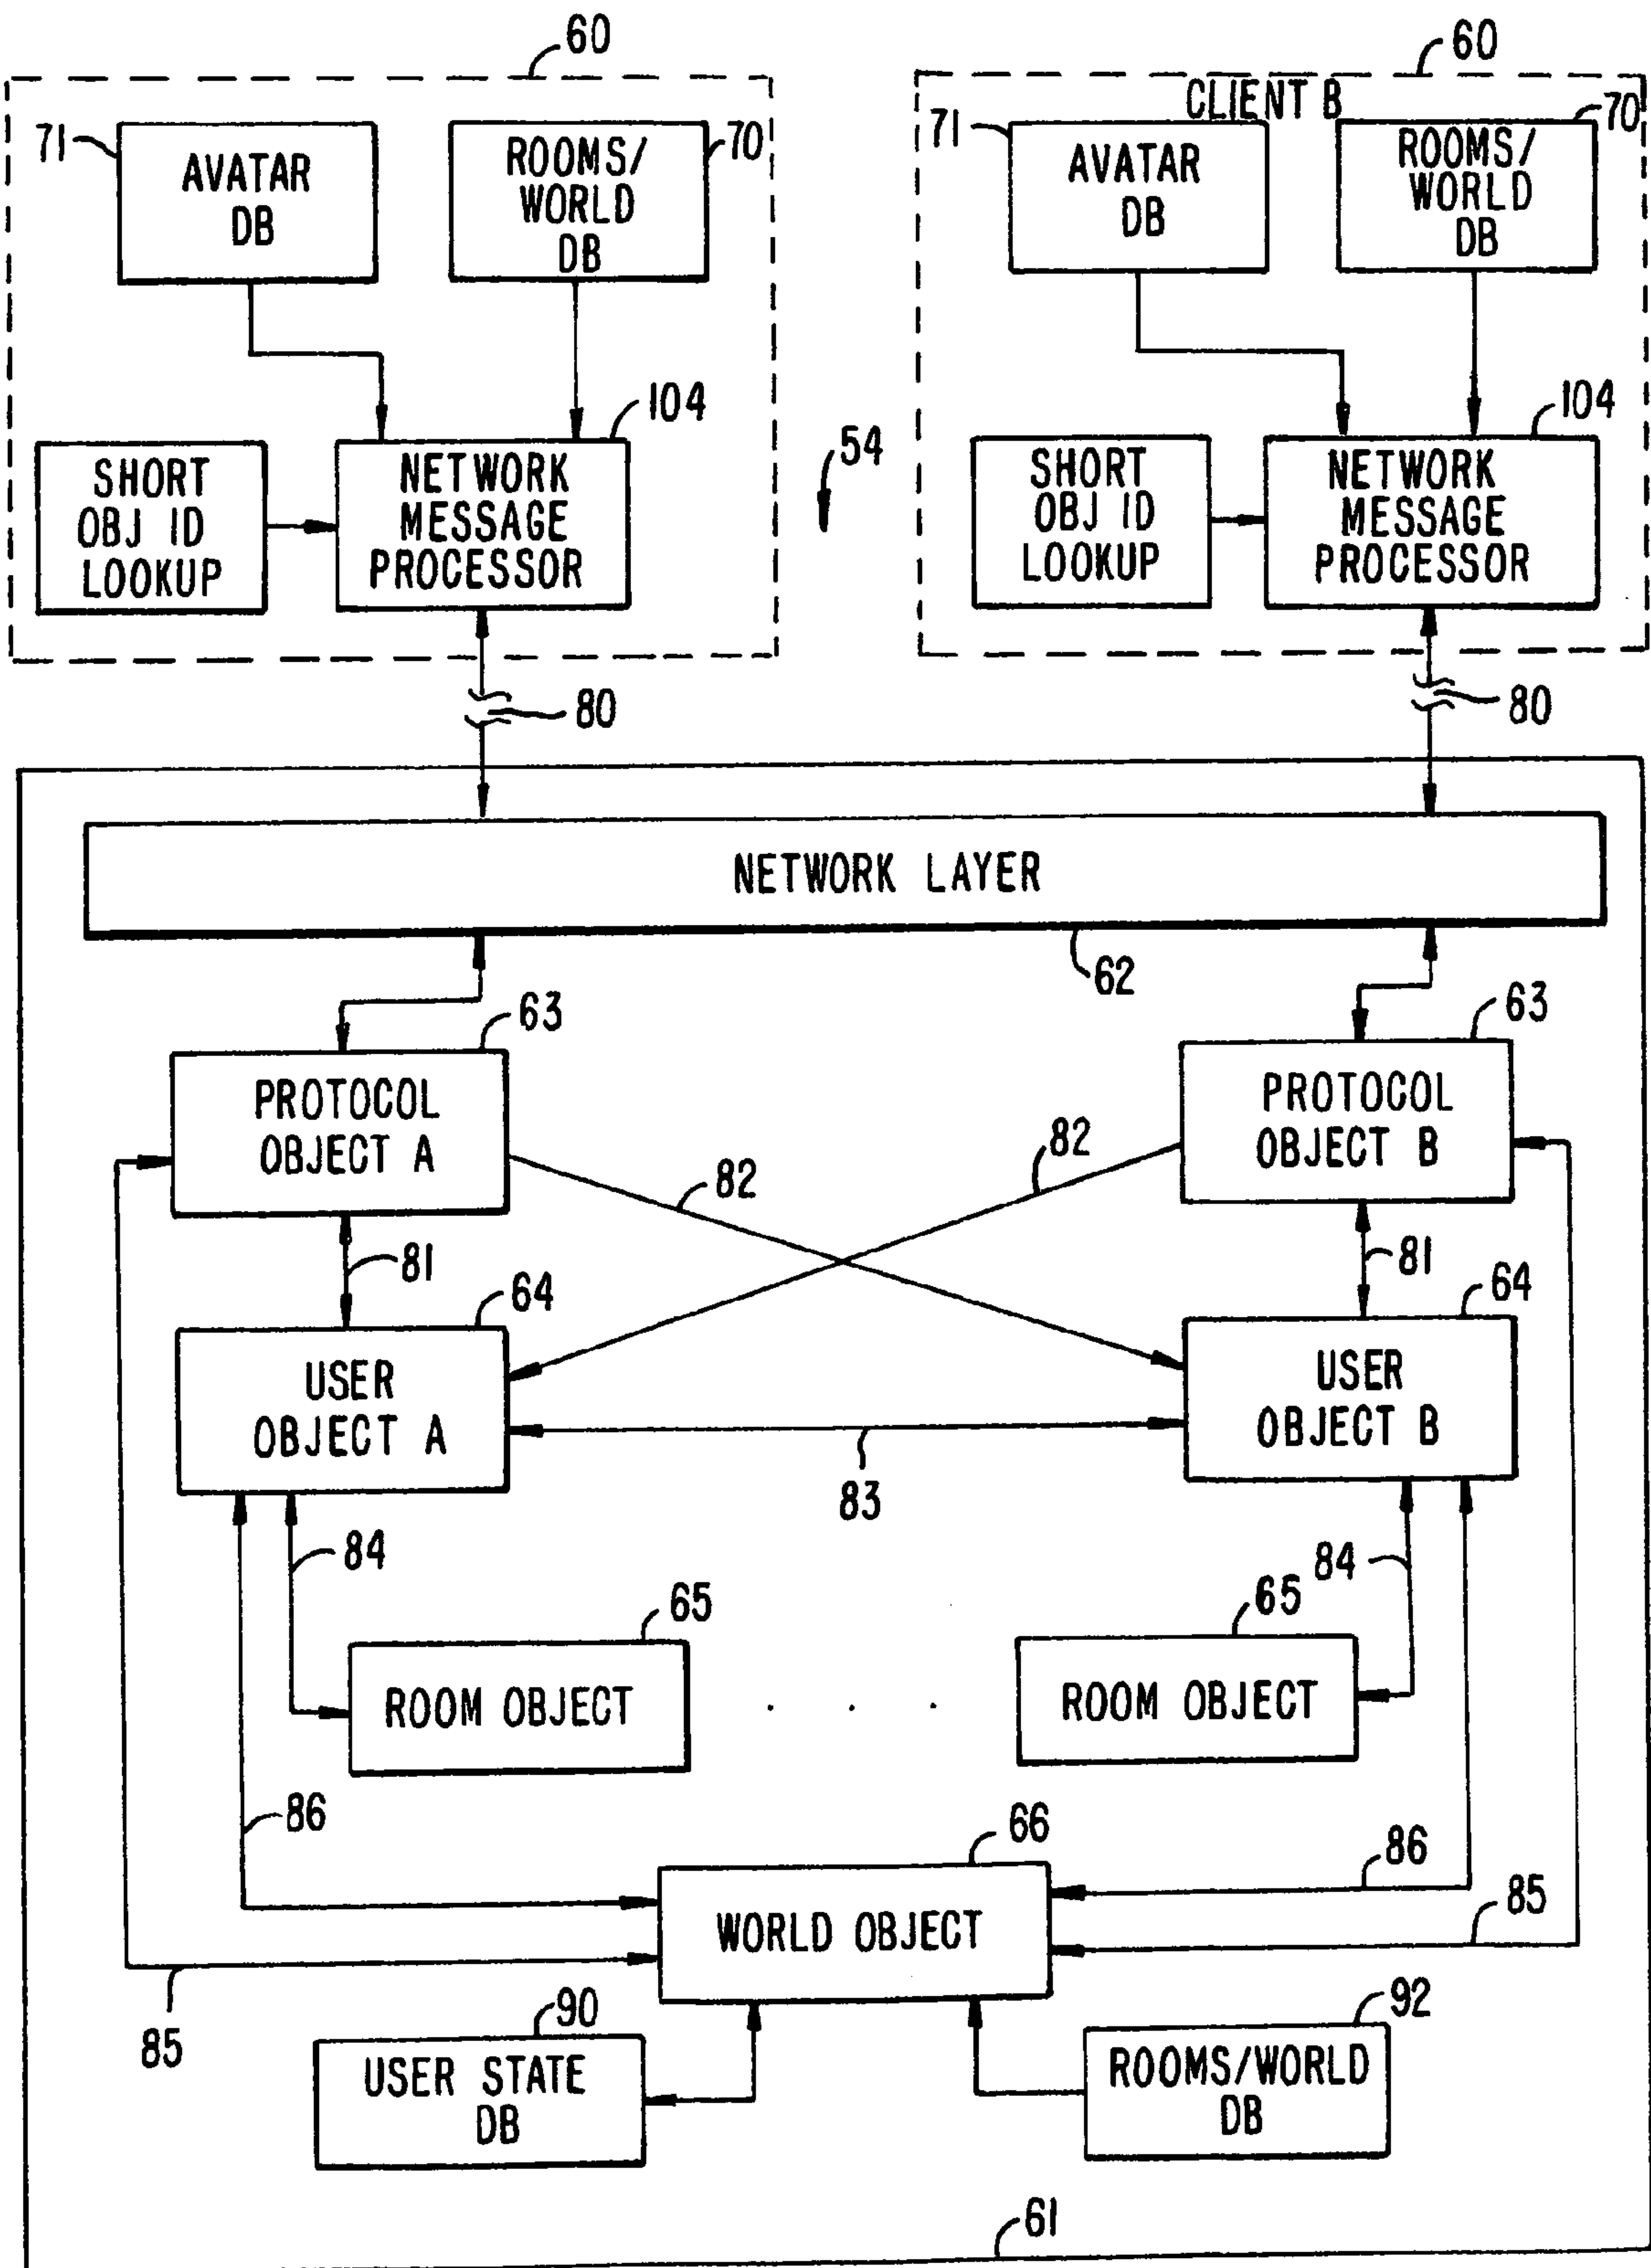 60
60
CLIENT B
71
AVATAR
DB
ROOMS/
WORLD
DB
70
71
AVATAR
DB
ROOMS/
WORLD
DB
70
SHORT
OBJ ID
LOOKUP
NETWORK
MESSAGE
PROCESSOR
104
54
SHORT
OBJ ID
LOOKUP
NETWORK
MESSAGE
PROCESSOR
104
80
80
NETWORK LAYER
62
63
PROTOCOL
OBJECT A
63
PROTOCOL
OBJECT B
82
82
81
81
64
USER
OBJECT A
64
USER
OBJECT B
83
84
84
65
ROOM OBJECT
. . .
65
ROOM OBJECT
86
66
WORLD OBJECT
86
85
85
90
USER STATE
DB
92
ROOMS/WORLD
DB
61